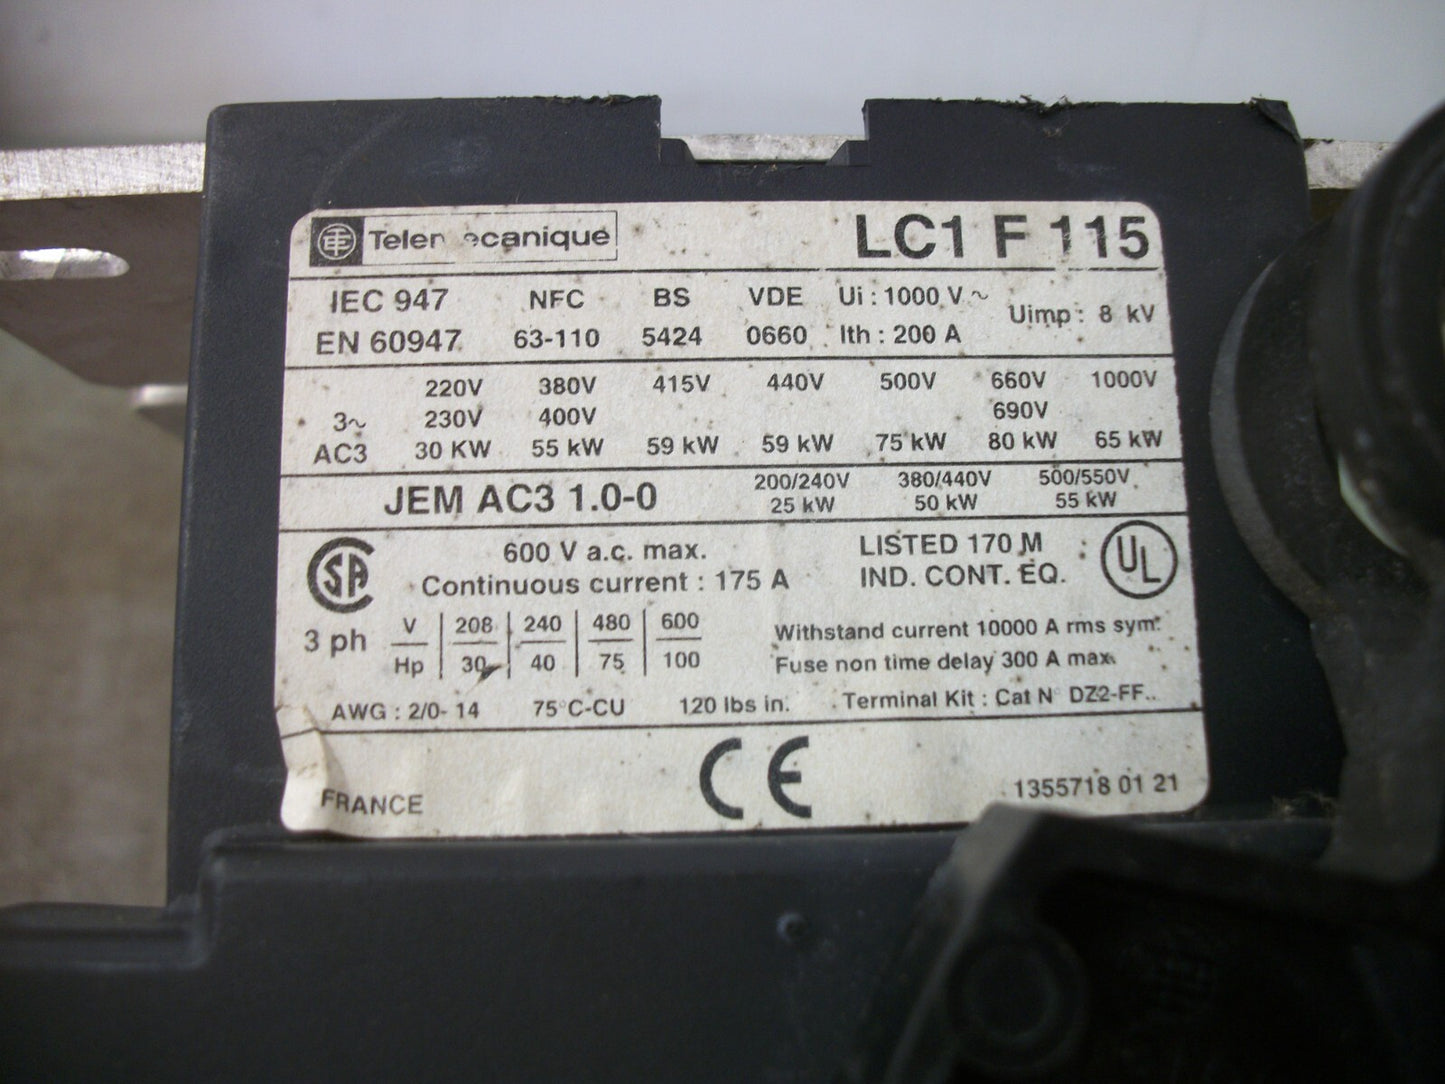 Telemecanique LC1 F 115
IEC 947 NFC BS VDE Ui : 1000 V ~ Uimp : 8 kV
EN 60947 63-110 5424 0660 Ith : 200 A
220V 380V 415V 440V 500V 660V 1000V
3~ 230V 400V 690V
AC3 30 KW 55 kW 59 kW 59 kW 75 kW 80 kW 65 kW
JEM AC3 1.0-0 200/240V 380/440V 500/550V
25 kW 50 kW 55 kW
SA 600 V a.c. max. LISTED 170 M UL
Continuous current : 175 A IND. CONT. EQ.
3 ph V 208 240 480 600 Withstand current 10000 A rms sym.
Hp 30 40 75 100 Fuse non time delay 300 A max.
AWG : 2/0- 14 75°C-CU 120 lbs in. Terminal Kit : Cat N° DZ2-FF..
CE
FRANCE 1355718 01 21